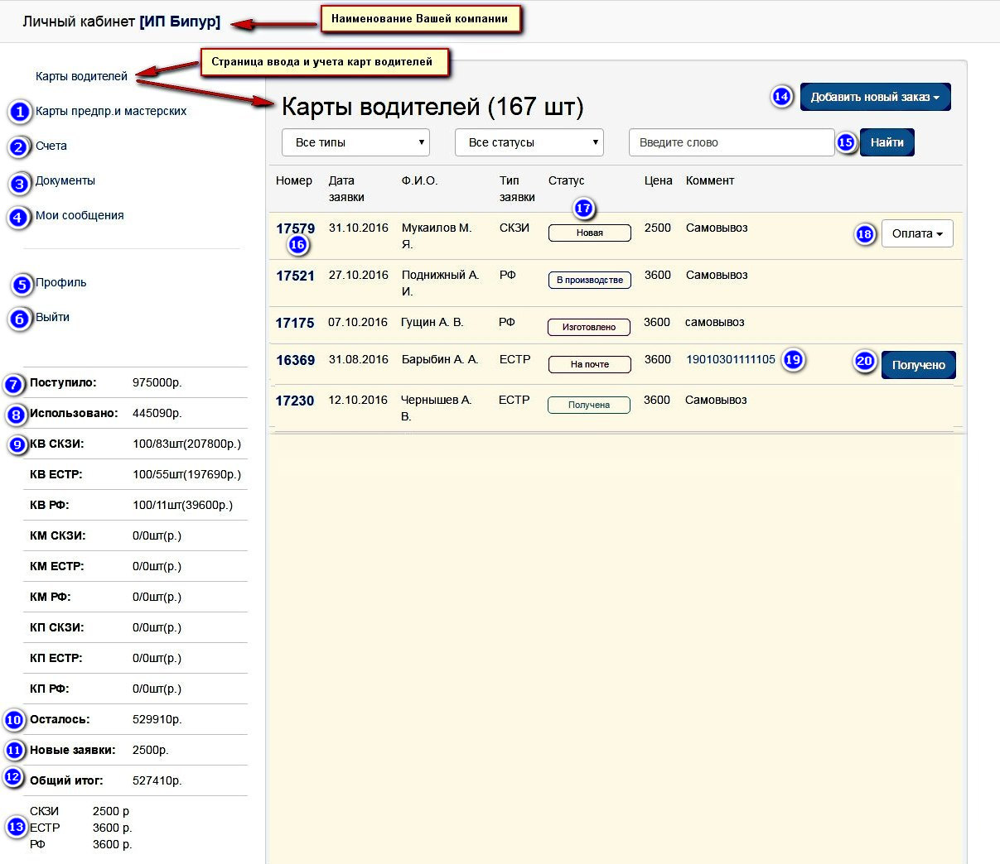 Личный кабинет [ИП Бипур]
Наименование Вашей компании
Страница ввода и учета карт водителей
Карты водителей
1 Карты предпр.и мастерских
2 Счета
3 Документы
4 Мои сообщения
5 Профиль
6 Выйти
7 Поступило: 975000р.
8 Использовано: 445090р.
9 КВ СКЗИ: 100/83шт(207800р.)
КВ ЕСТР: 100/55шт(197690р.)
КВ РФ: 100/11шт(39600р.)
КМ СКЗИ: 0/0шт(р.)
КМ ЕСТР: 0/0шт(р.)
КМ РФ: 0/0шт(р.)
КП СКЗИ: 0/0шт(р.)
КП ЕСТР: 0/0шт(р.)
КП РФ: 0/0шт(р.)
10 Осталось: 529910р.
11 Новые заявки: 2500р.
12 Общий итог: 527410р.
СКЗИ 2500 р
13 ЕСТР 3600 р.
РФ 3600 р.
Карты водителей (167 шт)
14 Добавить новый заказ
Все типы Все статусы Введите слово 15 Найти
Номер Дата Ф.И.О. Тип Статус Цена Коммент
заявки заявки
17
17579 31.10.2016 Мукаилов М. СКЗИ Новая 2500 Самовывоз 18 Оплата
16 Я.
17521 27.10.2016 Поднижный А. РФ В производстве 3600 Самовывоз
И.
17175 07.10.2016 Гущин А. В. РФ Изготовлено 3600 самовывоз
16369 31.08.2016 Барыбин А. А. ЕСТР На почте 3600 19010301111105 19 20 Получено
17230 12.10.2016 Чернышев А. ЕСТР Получена 3600 Самовывоз
В.